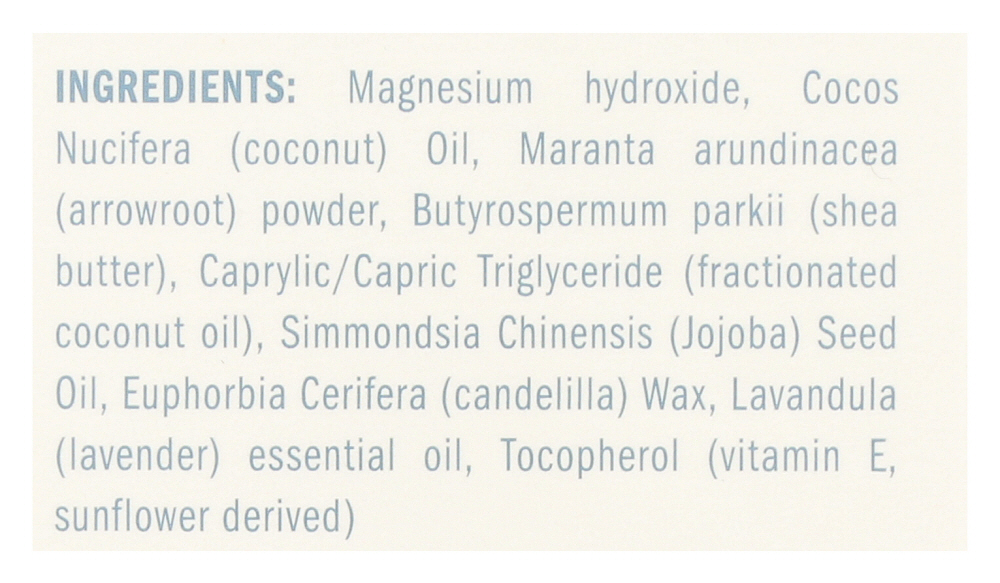 INGREDIENTS: Magnesium hydroxide, Cocos
Nucifera (coconut) Oil, Maranta arundinacea
(arrowroot) powder, Butyrospermum parkii (shea
butter), Caprylic/Capric Triglyceride (fractionated
coconut oil), Simmondsia Chinensis (Jojoba) Seed
Oil, Euphorbia Cerifera (candelilla) Wax, Lavandula
(lavender) essential oil, Tocopherol (vitamin E,
sunflower derived)